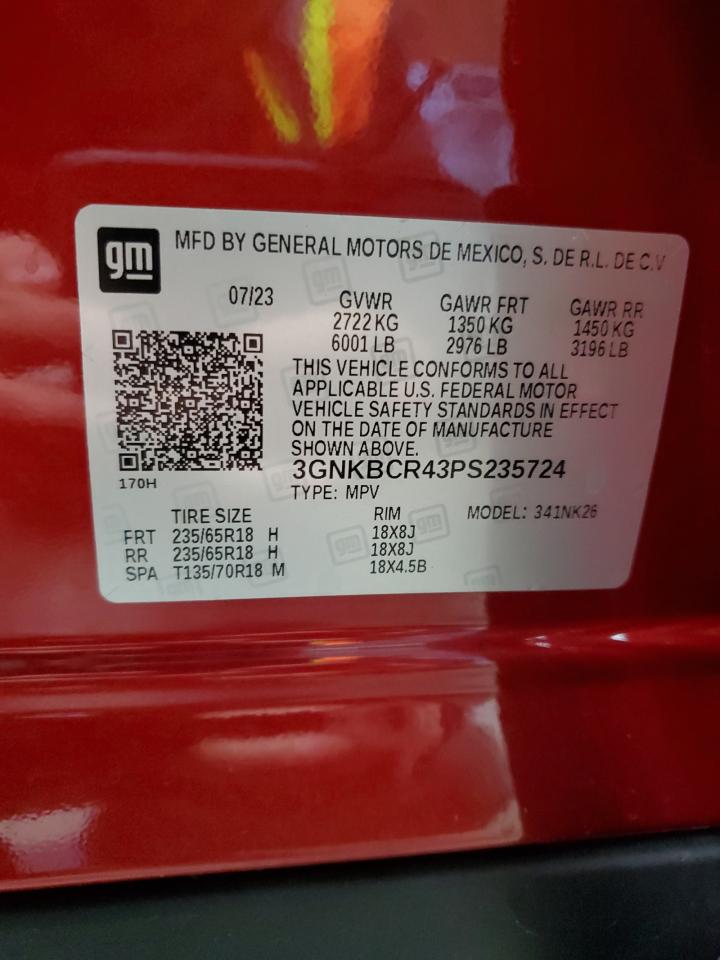 gm MFD BY GENERAL MOTORS DE MEXICO, S. DE R.L. DE C.V
07/23 GVWR GAWR FRT GAWR RR
2722 KG 1350 KG 1450 KG
6001 LB 2976 LB 3196 LB
THIS VEHICLE CONFORMS TO ALL
APPLICABLE U.S. FEDERAL MOTOR
VEHICLE SAFETY STANDARDS IN EFFECT
ON THE DATE OF MANUFACTURE
SHOWN ABOVE.
3GNKBCR43PS235724
170H
TYPE: MPV
TIRE SIZE RIM MODEL: 341NK26
FRT 235/65R18 H 18X8J
RR 235/65R18 H 18X8J
SPA T135/70R18 M 18X4.5B